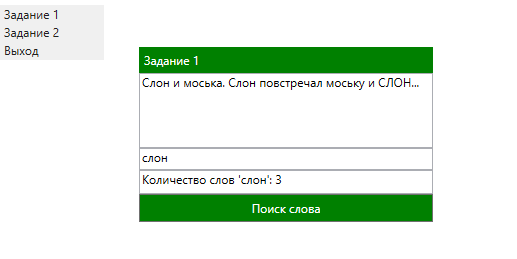 Задание 1
Задание 2
Выход
Задание 1
Слон и моська. Слон повстречал моську и СЛОН...
слон
Количество слов 'слон': 3
Поиск слова